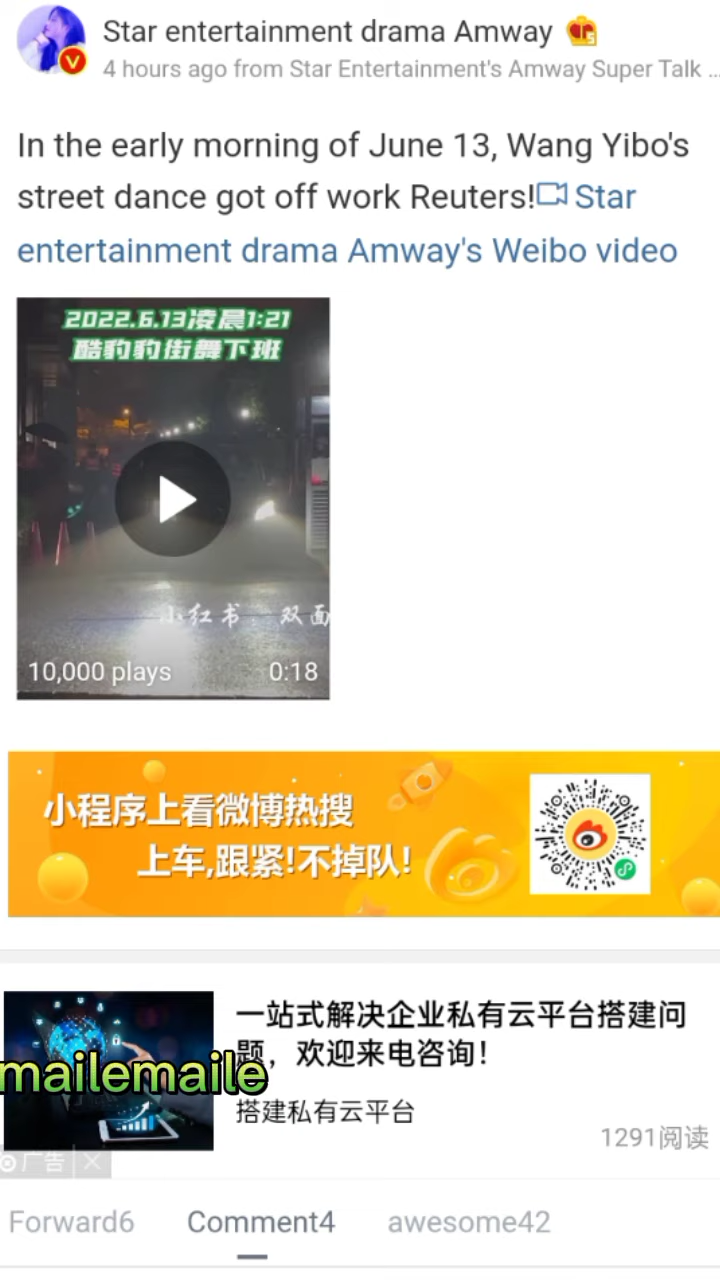 Star entertainment drama Amway
4 hours ago from Star Entertainment's Amway Super Talk ...
In the early morning of June 13, Wang Yibo's
street dance got off work Reuters! Star
entertainment drama Amway's Weibo video
2022.6.13凌晨1:21
酷豹豹街舞下班
小红书: 双面
10,000 plays
0:18
小程序上看微博热搜
上车,跟紧!不掉队!
一站式解决企业私有云平台搭建问
题，欢迎来电咨询!
mailemaile
搭建私有云平台
1291阅读
广告
Forward6
Comment4
awesome42